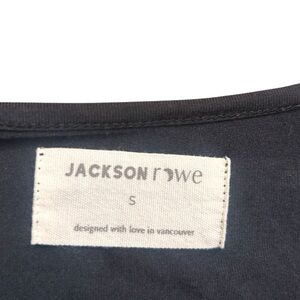 JACKSON rowe
S
designed with love in vancouver